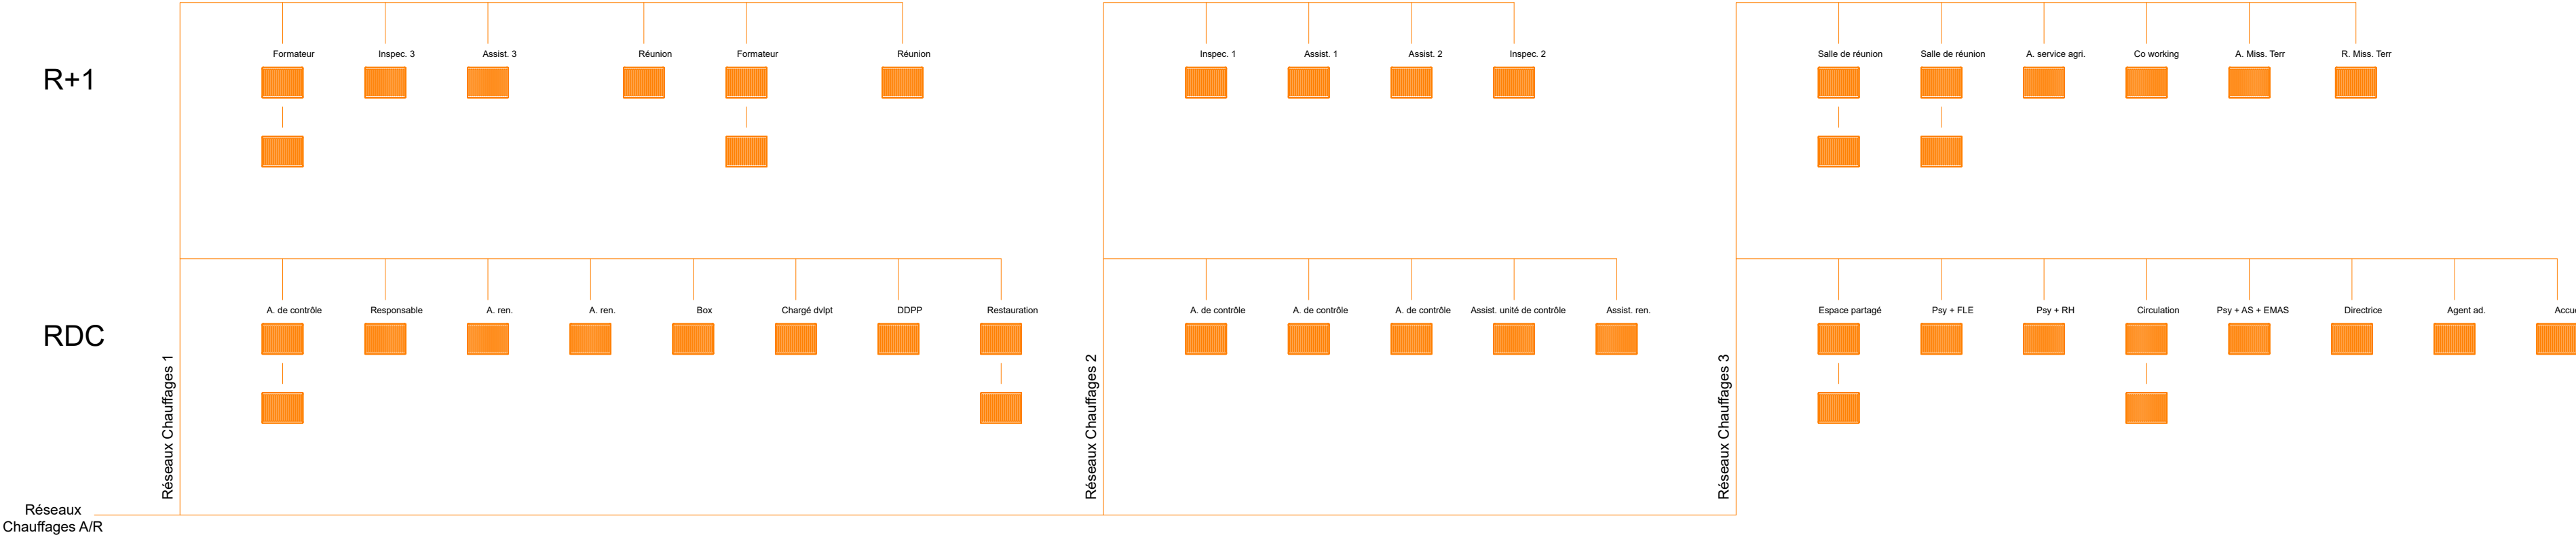 Formateur Inspec. 3 Assist. 3 Réunion Formateur Réunion Inspec. 1 Assist. 1 Assist. 2 Inspec. 2 Salle de réunion Salle de réunion A. service agri. Co working A. Miss. Terr R. Miss. Terr
R+1
A. de contrôle Responsable A. ren. A. ren. Box Chargé dvlpt DDPP Restauration A. de contrôle A. de contrôle A. de contrôle Assist. unité de contrôle Assist. ren. Espace partagé Psy + FLE Psy + RH Circulation Psy + AS + EMAS Directrice Agent ad. Accue
RDC
Réseaux Chauffages 1
Réseaux Chauffages 2
Réseaux Chauffages 3
Réseaux
Chauffages A/R